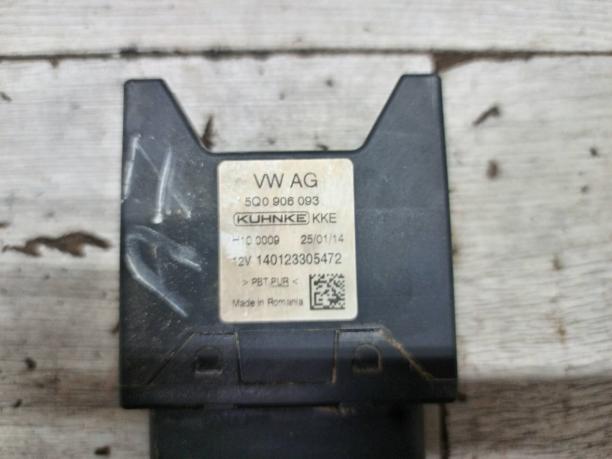 VW AG
5Q0 906 093
KUHNKE KKE
H10 0009 25/01/14
12V 140123305472
> PBT PUR <
Made in Romania